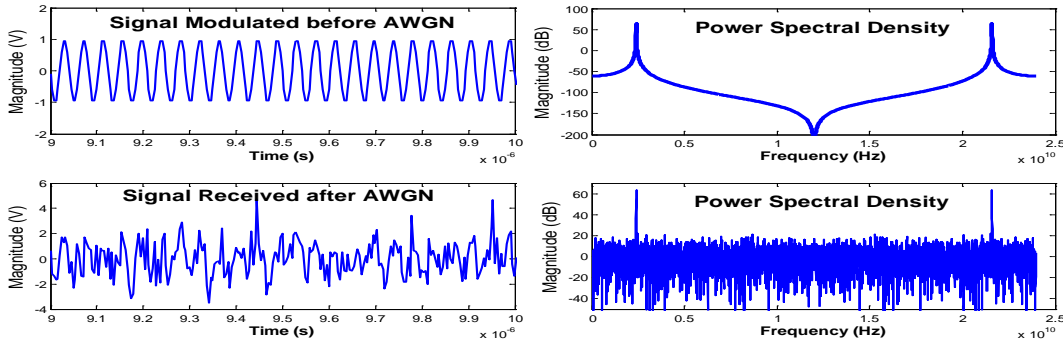 Signal Modulated before AWGN
Magnitude (V)
2
1
0
-1
-2
9 9.1 9.2 9.3 9.4 9.5 9.6 9.7 9.8 9.9 10
Time (s)
x 10-6
Power Spectral Density
Magnitude (dB)
100
50
0
-50
-100
-150
-200
0 0.5 1 1.5 2 2.5
Frequency (Hz)
x 10 10
Signal Received after AWGN
Magnitude (V)
6
4
2
0
-2
-4
9 9.1 9.2 9.3 9.4 9.5 9.6 9.7 9.8 9.9 10
Time (s)
x 10-6
Power Spectral Density
Magnitude (dB)
60
40
20
0
-20
-40
0 0.5 1 1.5 2 2.5
Frequency (Hz)
x 10 10